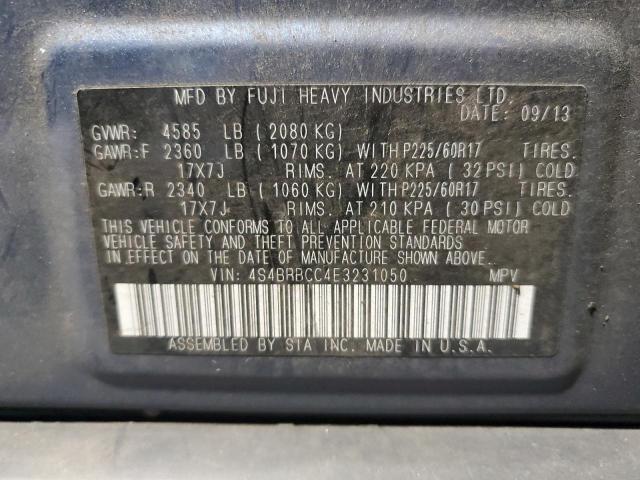 MFD BY FUJI HEAVY INDUSTRIES LTD.
DATE: 09/13
GVWR: 4585 LB (2080 KG)
GAWR:F 2360 LB (1070 KG) WITH P225/60R17 TIRES.
17X7J RIMS. AT 220 KPA (32 PSI) COLD
GAWR:R 2340 LB (1060 KG) WITH P225/60R17 TIRES.
17X7J RIMS. AT 210 KPA (30 PSI) COLD
THIS VEHICLE CONFORMS TO ALL APPLICABLE FEDERAL MOTOR
VEHICLE SAFETY AND THEFT PREVENTION STANDARDS
IN EFFECT ON THE DATE OF MANUFACTURE SHOWN ABOVE.
VIN: 4S4BRBCC4E3231050 MPV
ASSEMBLED BY SIA INC. MADE IN U.S.A.